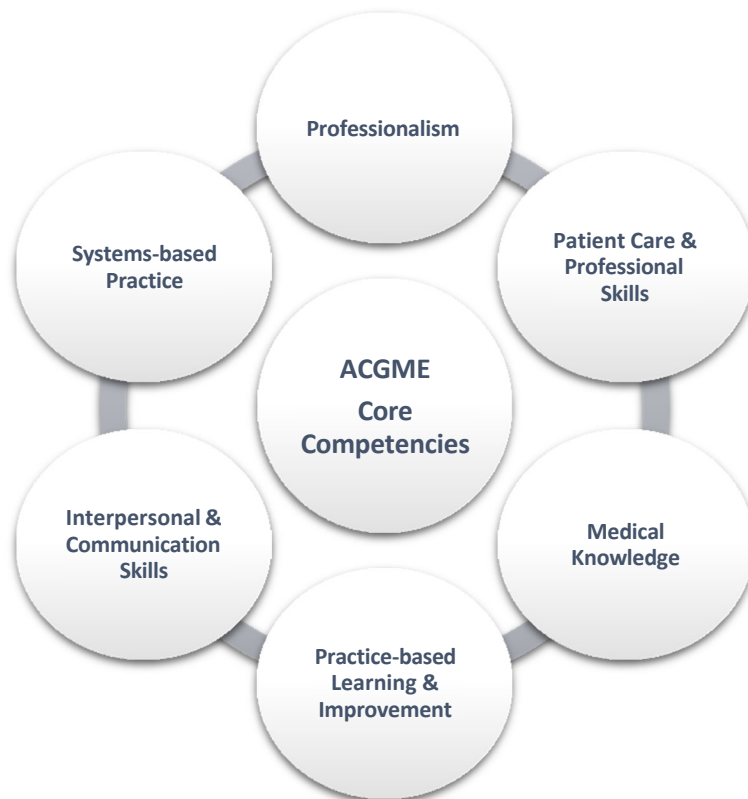 Professionalism
Patient Care &
Professional
Skills
Medical
Knowledge
Practice-based
Learning &
Improvement
Interpersonal &
Communication
Skills
Systems-based
Practice
ACGME
Core
Competencies